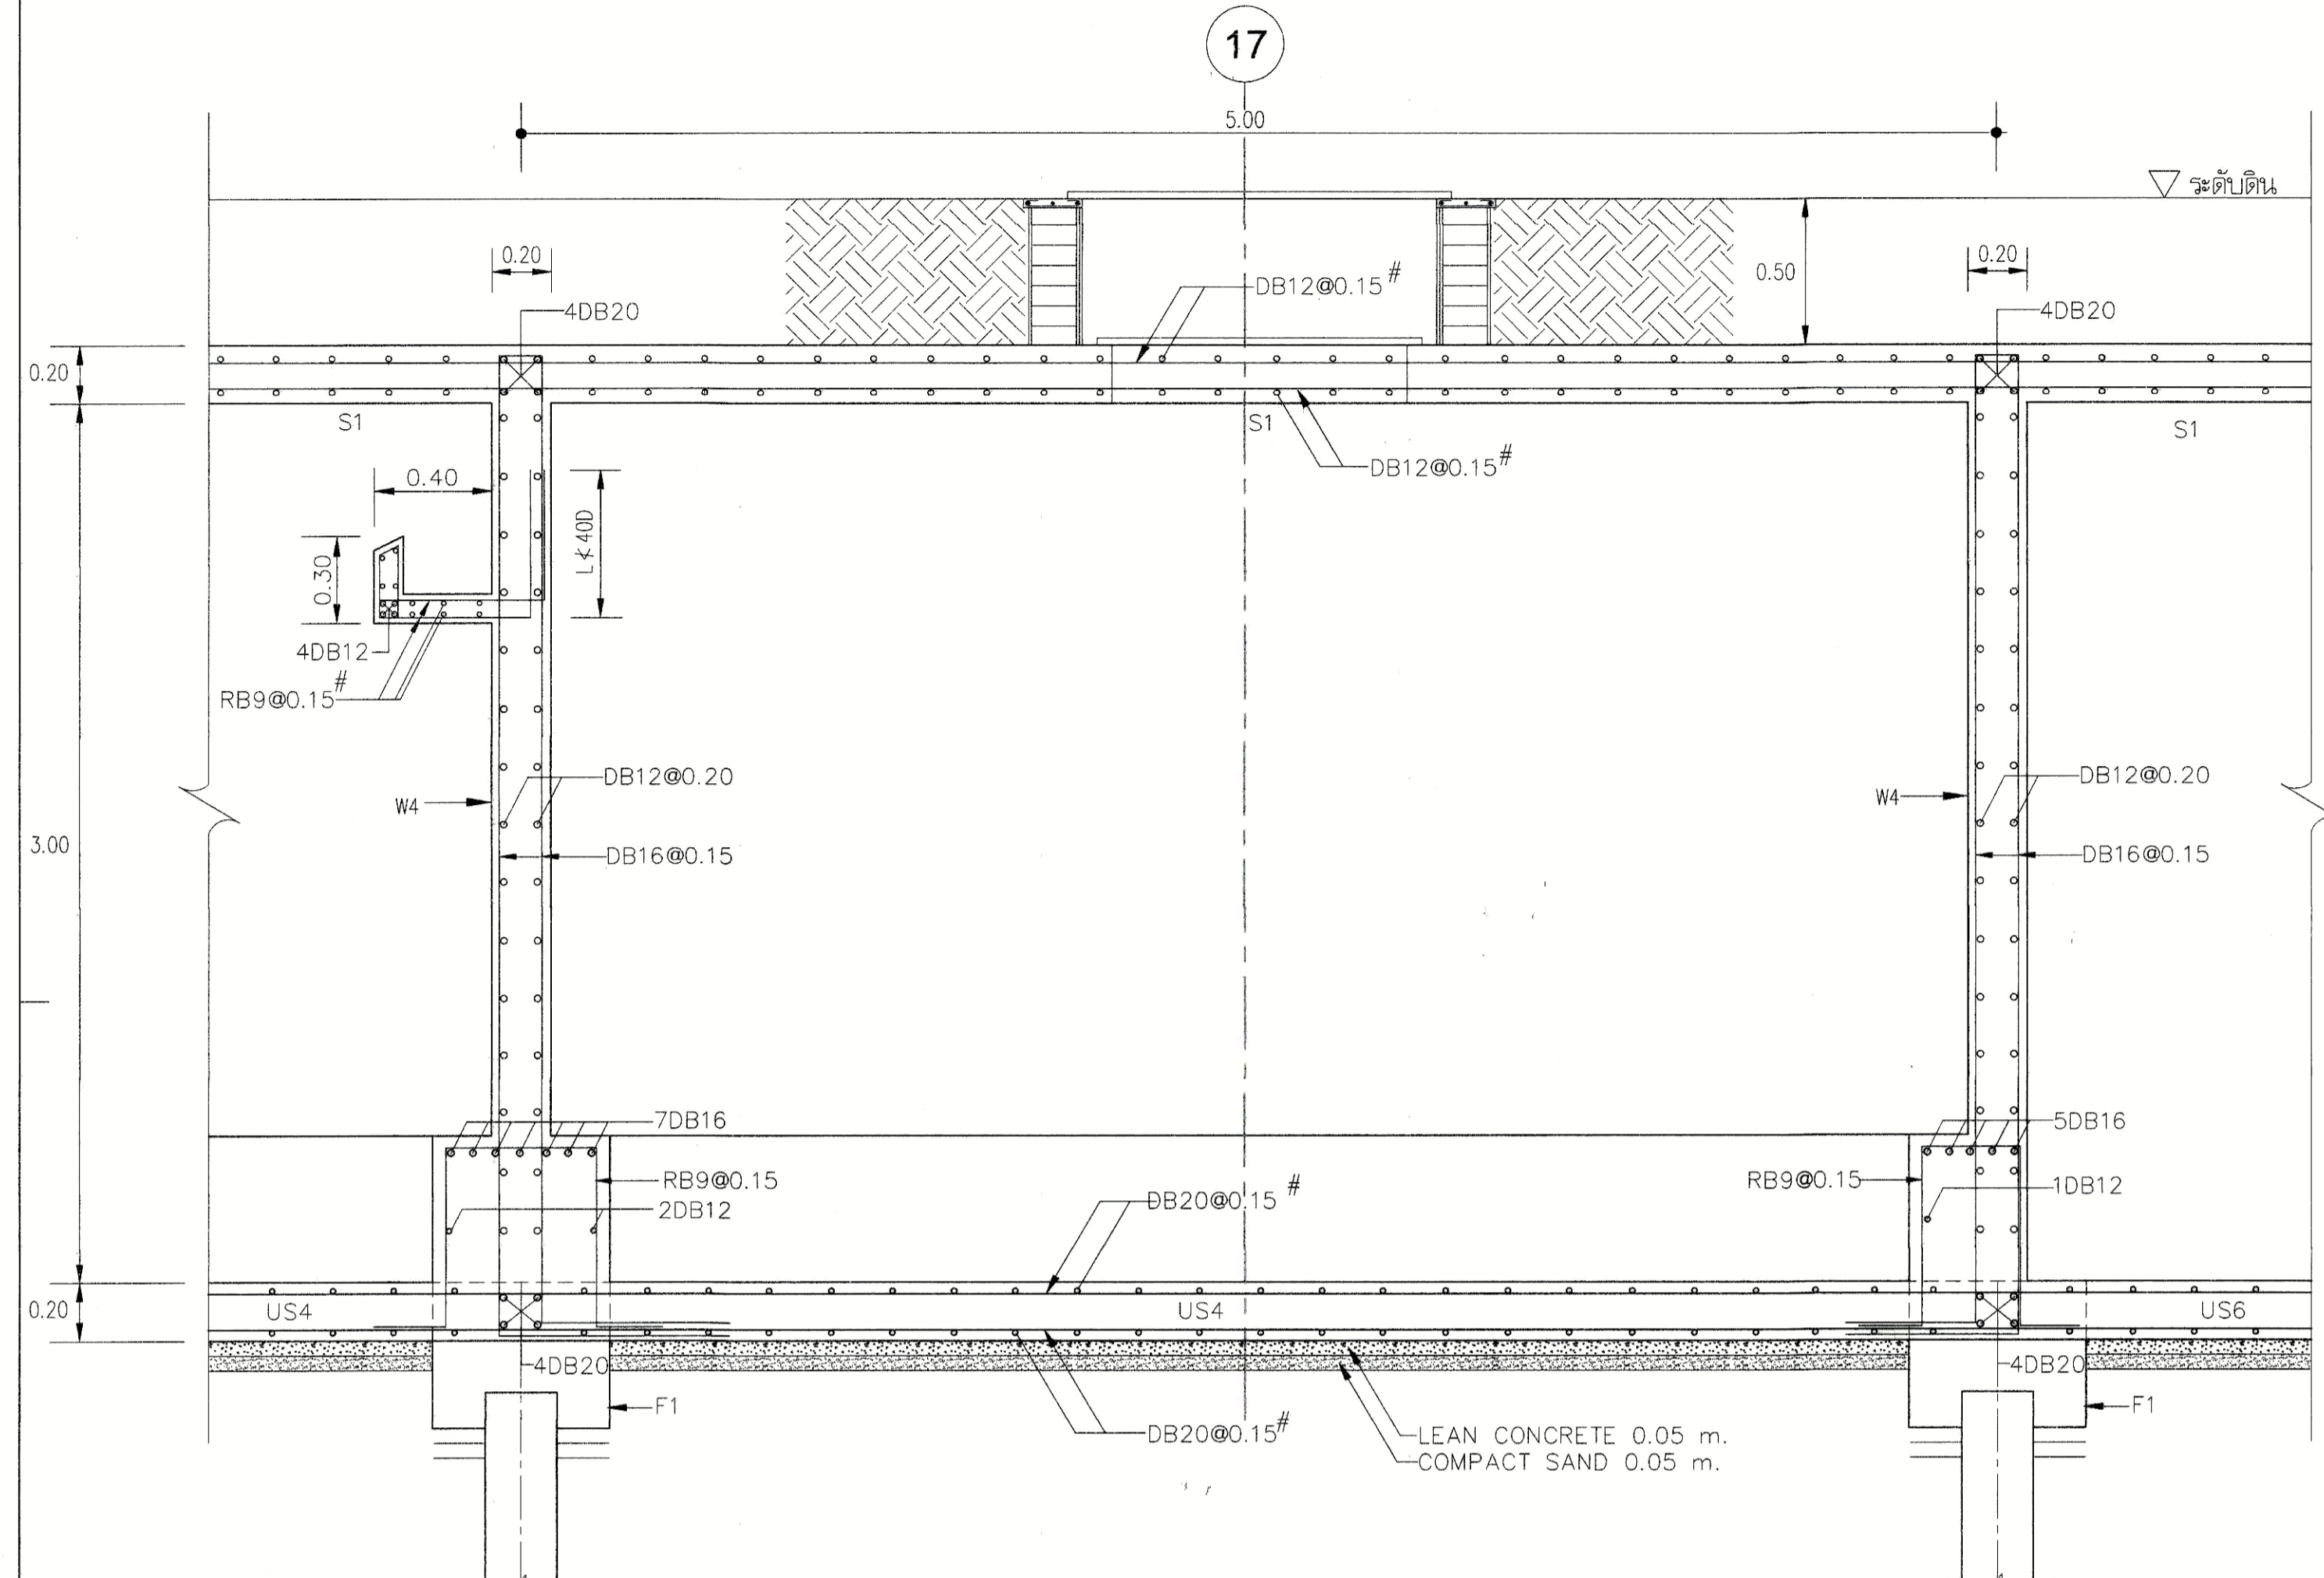 17
5.00
ระดับดิน
0.20
0.20
DB12@0.15#
0.50
4DB20
4DB20
0.20
S1
S1
S1
0.40
DB12@0.15#
L≮40D
0.30
4DB12
RB9@0.15#
DB12@0.20
DB12@0.20
W4
W4
3.00
DB16@0.15
DB16@0.15
7DB16
5DB16
RB9@0.15
RB9@0.15
1DB12
2DB12
DB20@0.15#
0.20
US4
US4
US6
4DB20
4DB20
F1
F1
DB20@0.15#
LEAN CONCRETE 0.05 m.
COMPACT SAND 0.05 m.